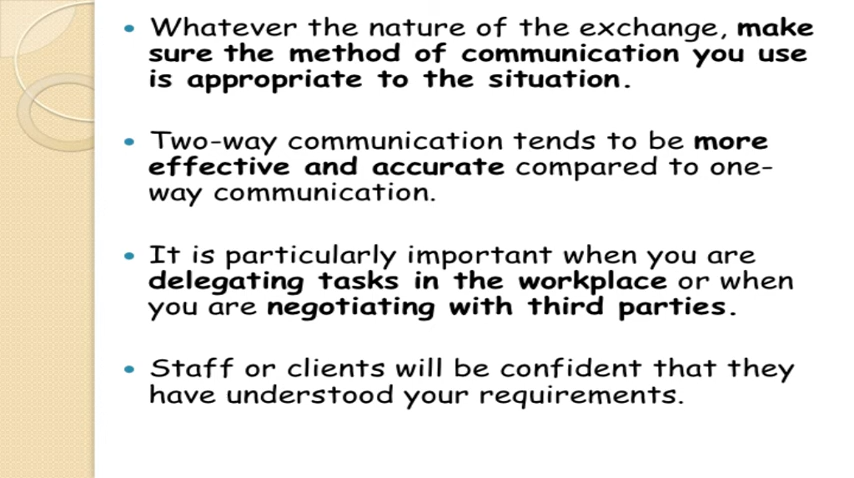 • Whatever the nature of the exchange, make
sure the method of communication you use
is appropriate to the situation.
• Two-way communication tends to be more
effective and accurate compared to one-
way communication.
• It is particularly important when you are
delegating tasks in the workplace or when
you are negotiating with third parties.
• Staff or clients will be confident that they
have understood your requirements.